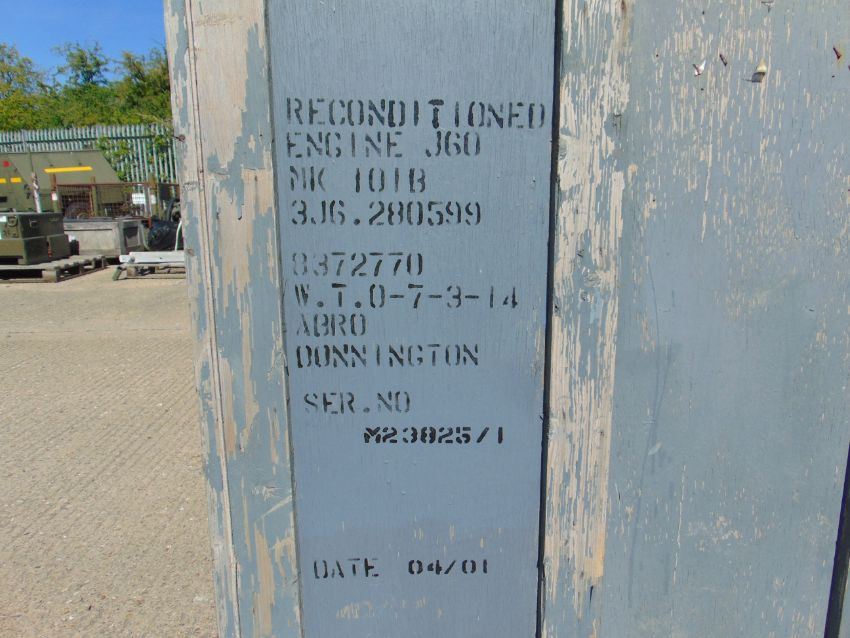 RECONDITIONED
ENGINE J60
MK 101B
3J6.280599
8372770
W.T.0-7-3-14
ABRO
DONNINGTON
SER.NO
M23825/1
DATE 04/01